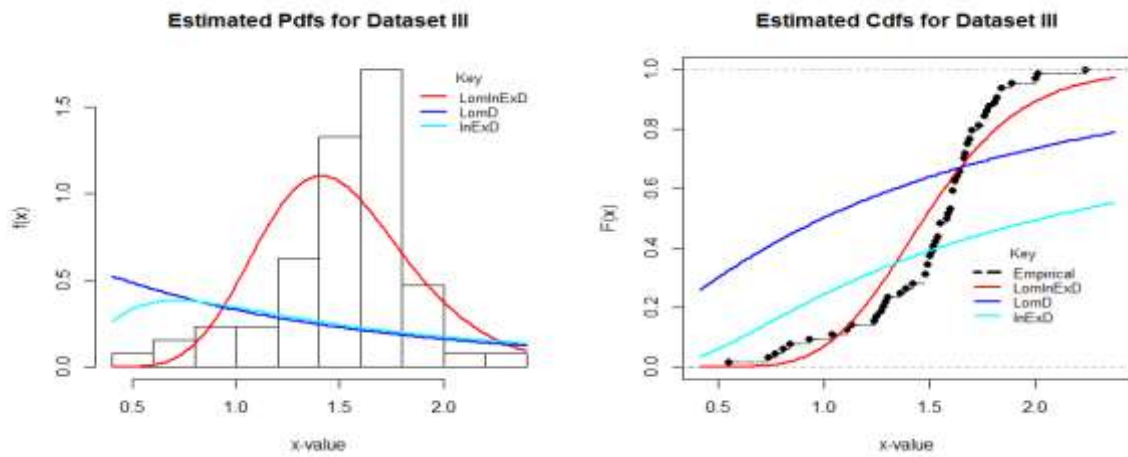 Estimated Pdfs for Dataset III
f(x)
1.5
1.0
0.5
0.0
Key
LomInExD
LomD
InExD
0.5 1.0 1.5 2.0
x-value
Estimated Cdfs for Dataset III
F(x)
1.0
0.8
0.6
0.4
0.2
0.0
Key
Empirical
LomInExD
LomD
InExD
0.5 1.0 1.5 2.0
x-value